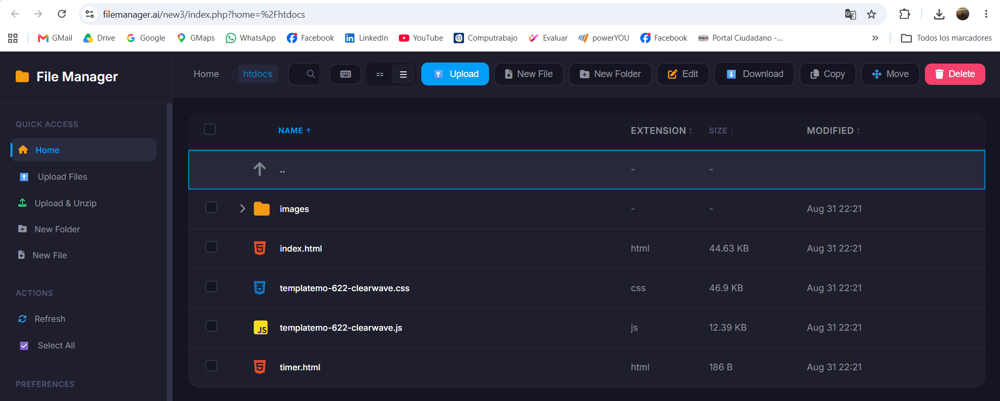 filemanager.ai/new3/index.php?home=%2Fhtdocs
GMail Drive Google GMaps WhatsApp Facebook LinkedIn YouTube Computrabajo Evaluar powerYOU Facebook Portal Ciudadano -... » Todos los marcadores
File Manager
Home / htdocs Upload New File New Folder Edit Download Copy Move Delete
QUICK ACCESS
Home
Upload Files
Upload & Unzip
New Folder
New File
ACTIONS
Refresh
Select All
PREFERENCES
NAME ↑ EXTENSION ↕ SIZE ↕ MODIFIED ↕
.. - -
images - - Aug 31 22:21
index.html html 44.63 KB Aug 31 22:21
templatemo-622-clearwave.css css 46.9 KB Aug 31 22:21
JS templatemo-622-clearwave.js js 12.39 KB Aug 31 22:21
timer.html html 186 B Aug 31 22:21